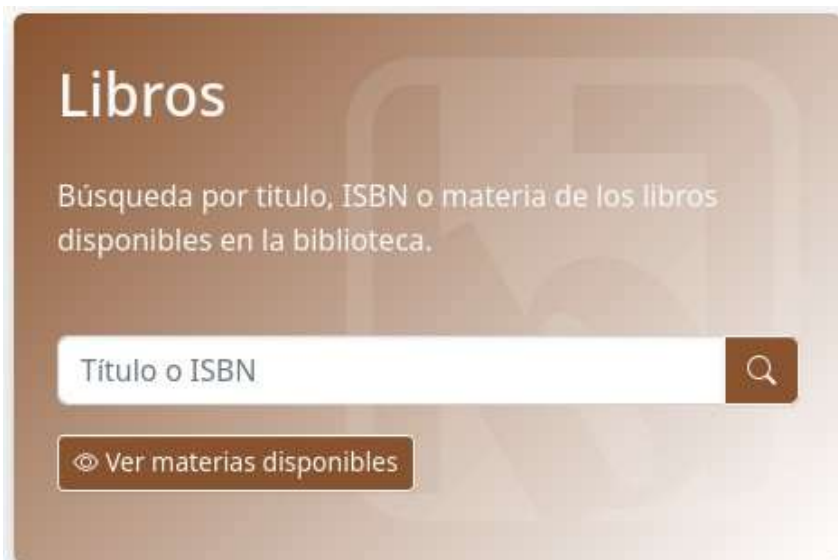 Libros
Búsqueda por titulo, ISBN o materia de los libros
disponibles en la biblioteca.
Título o ISBN
Ver materias disponibles